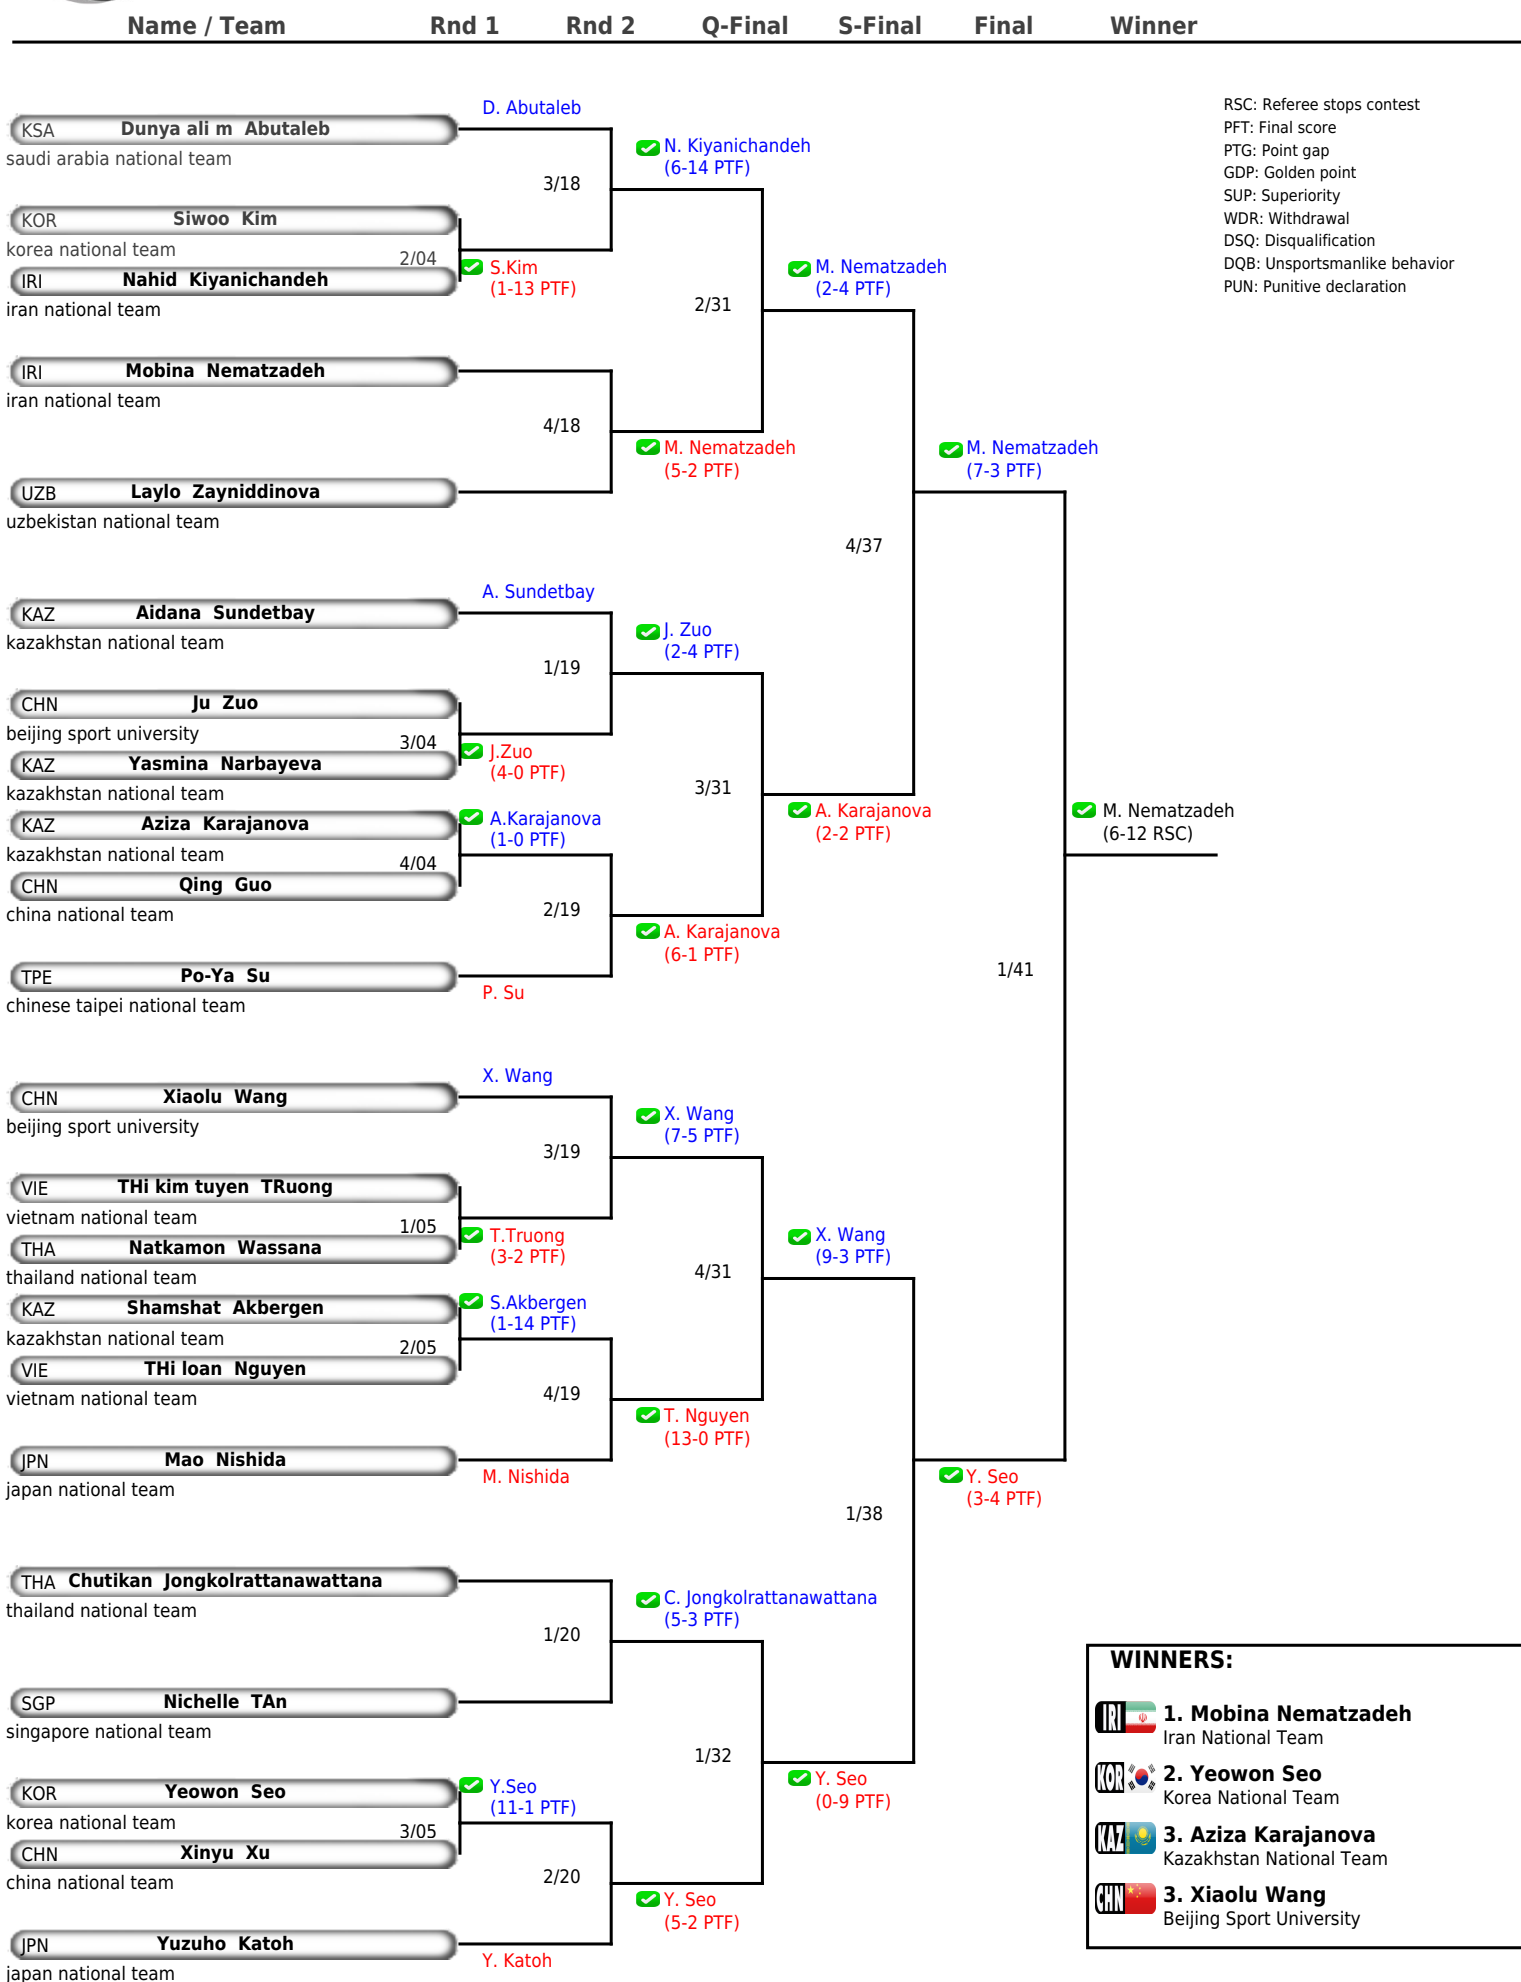 Name / Team Rnd 1 Rnd 2 Q-Final S-Final Final Winner
RSC: Referee stops contest
PFT: Final score
PTG: Point gap
GDP: Golden point
SUP: Superiority
WDR: Withdrawal
DSQ: Disqualification
DQB: Unsportsmanlike behavior
PUN: Punitive declaration
D. Abutaleb
KSA Dunya ali m Abutaleb
saudi arabia national team
N. Kiyanichandeh
(6-14 PTF)
3/18
KOR Siwoo Kim
korea national team
2/04
S.Kim
(1-13 PTF)
IRI Nahid Kiyanichandeh
iran national team
M. Nematzadeh
(2-4 PTF)
2/31
IRI Mobina Nematzadeh
iran national team
4/18
M. Nematzadeh
(5-2 PTF)
M. Nematzadeh
(7-3 PTF)
UZB Laylo Zayniddinova
uzbekistan national team
4/37
A. Sundetbay
KAZ Aidana Sundetbay
kazakhstan national team
J. Zuo
(2-4 PTF)
1/19
CHN Ju Zuo
beijing sport university
3/04
J.Zuo
(4-0 PTF)
KAZ Yasmina Narbayeva
kazakhstan national team
3/31
KAZ Aziza Karajanova
kazakhstan national team
A.Karajanova
(1-0 PTF)
A. Karajanova
(2-2 PTF)
M. Nematzadeh
(6-12 RSC)
4/04
CHN Qing Guo
china national team
2/19
A. Karajanova
(6-1 PTF)
TPE Po-Ya Su
chinese taipei national team
P. Su
1/41
X. Wang
CHN Xiaolu Wang
beijing sport university
X. Wang
(7-5 PTF)
3/19
VIE THi kim tuyen TRuong
vietnam national team
1/05
T.Truong
(3-2 PTF)
X. Wang
(9-3 PTF)
THA Natkamon Wassana
thailand national team
4/31
KAZ Shamshat Akbergen
kazakhstan national team
S.Akbergen
(1-14 PTF)
2/05
VIE THi loan Nguyen
vietnam national team
4/19
T. Nguyen
(13-0 PTF)
JPN Mao Nishida
japan national team
M. Nishida
Y. Seo
(3-4 PTF)
1/38
THA Chutikan Jongkolrattanawattana
thailand national team
C. Jongkolrattanawattana
(5-3 PTF)
1/20
SGP Nichelle TAn
singapore national team
1/32
KOR Yeowon Seo
korea national team
Y.Seo
(11-1 PTF)
Y. Seo
(0-9 PTF)
3/05
CHN Xinyu Xu
china national team
2/20
Y. Seo
(5-2 PTF)
JPN Yuzuho Katoh
japan national team
Y. Katoh
WINNERS:
IRI 1. Mobina Nematzadeh
Iran National Team
KOR 2. Yeowon Seo
Korea National Team
KAZ 3. Aziza Karajanova
Kazakhstan National Team
CHN 3. Xiaolu Wang
Beijing Sport University